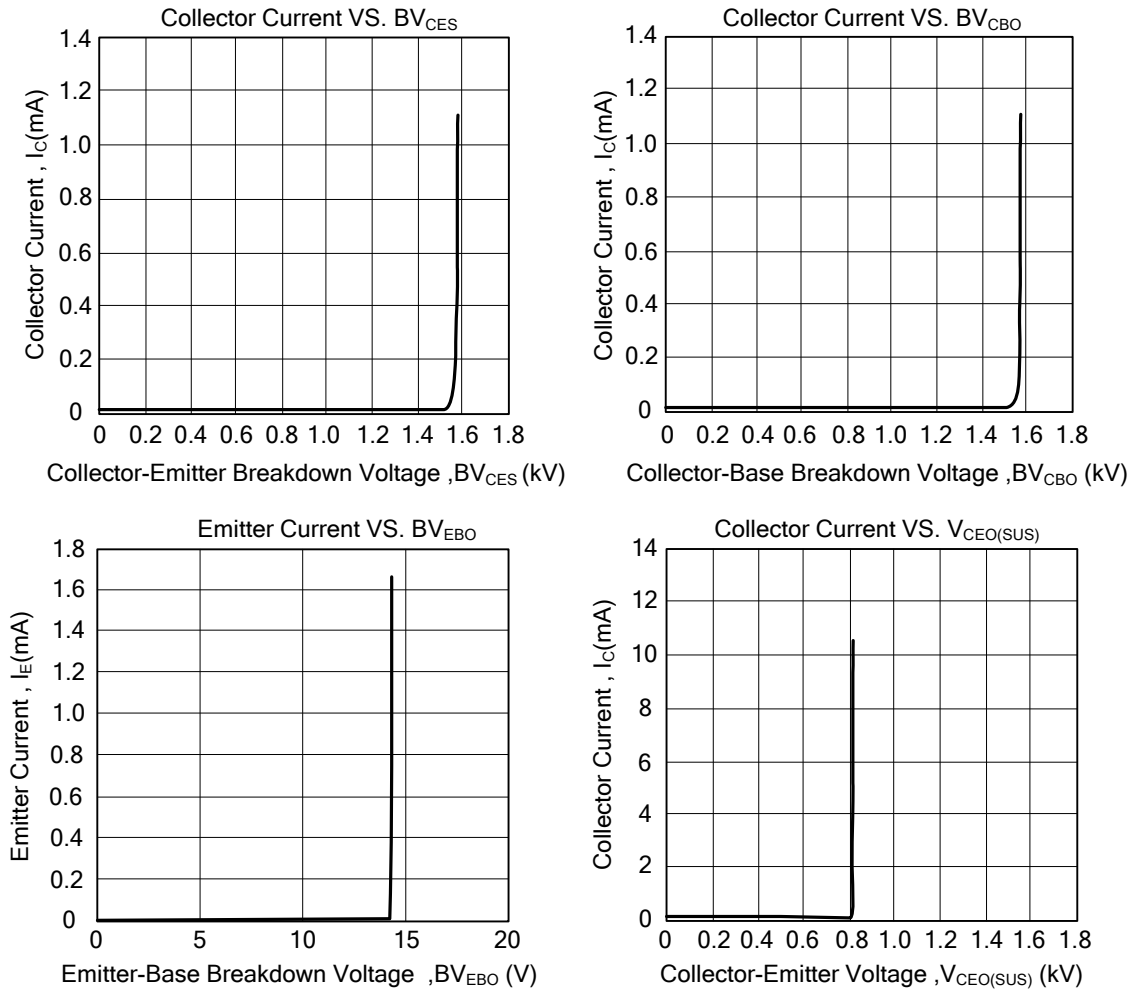 Collector Current VS. BVCES
1.4
1.2
1.0
0.8
0.6
0.4
0.2
0
Collector Current , IC(mA)
0 0.2 0.4 0.6 0.8 1.0 1.2 1.4 1.6 1.8
Collector-Emitter Breakdown Voltage ,BVCES (kV)
Collector Current VS. BVCBO
1.4
1.2
1.0
0.8
0.6
0.4
0.2
0
Collector Current , IC(mA)
0 0.2 0.4 0.6 0.8 1.0 1.2 1.4 1.6 1.8
Collector-Base Breakdown Voltage ,BVCBO (kV)
Emitter Current VS. BVEBO
1.8
1.6
1.4
1.2
1.0
0.8
0.6
0.4
0.2
0
Emitter Current , IE(mA)
0 5 10 15 20
Emitter-Base Breakdown Voltage ,BVEBO (V)
Collector Current VS. VCEO(SUS)
14
12
10
8
6
4
2
0
Collector Current , IC(mA)
0 0.2 0.4 0.6 0.8 1.0 1.2 1.4 1.6 1.8
Collector-Emitter Voltage ,VCEO(SUS) (kV)